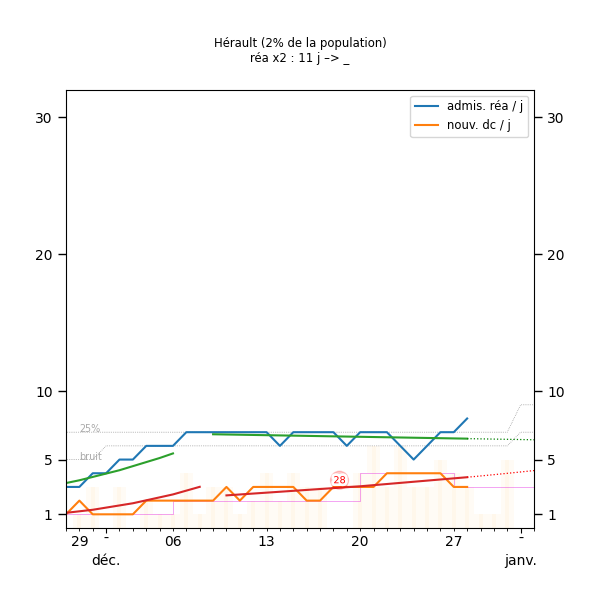 Hérault (2% de la population)
réa x2 : 11 j –> _
admis. réa / j
nouv. dc / j
30 30
20 20
10 10
25%
bruit
5 5
28
1 1
29 - 06 13 20 27 -
déc. janv.